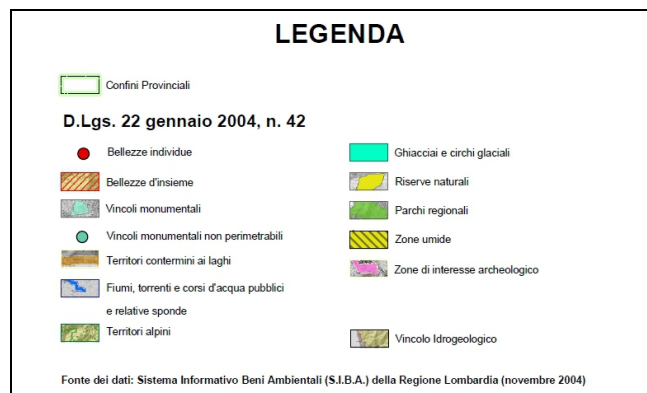 LEGENDA
Confini Provinciali
D.Lgs. 22 gennaio 2004, n. 42
Bellezze individue
Bellezze d'insieme
Vincoli monumentali
Vincoli monumentali non perimetrabili
Territori contermini ai laghi
Fiumi, torrenti e corsi d'acqua pubblici
e relative sponde
Territori alpini
Ghiacciai e circhi glaciali
Riserve naturali
Parchi regionali
Zone umide
Zone di interesse archeologico
Vincolo Idrogeologico
Fonte dei dati: Sistema Informativo Beni Ambientali (S.I.B.A.) della Regione Lombardia (novembre 2004)